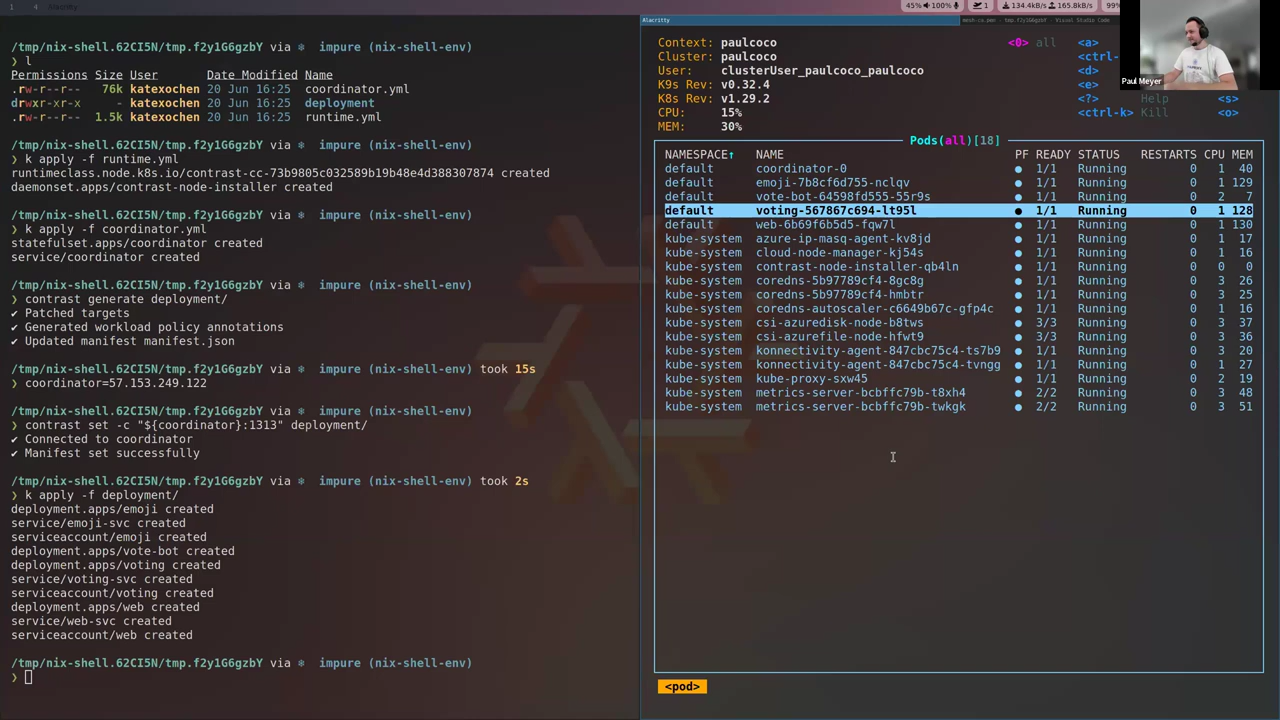 1 4 Alacritty
45% 100% 1 134.4kB/s 165.8kB/s 99%
/tmp/nix-shell.62CI5N/tmp.f2y1G6gzbY via ❄ impure (nix-shell-env)
❯ l
Permissions Size User Date Modified Name
.rw-r--r-- 76k katexochen 20 Jun 16:25 coordinator.yml
drwxr-xr-x - katexochen 20 Jun 16:25 deployment
.rw-r--r-- 1.5k katexochen 20 Jun 16:25 runtime.yml
/tmp/nix-shell.62CI5N/tmp.f2y1G6gzbY via ❄ impure (nix-shell-env)
❯ k apply -f runtime.yml
runtimeclass.node.k8s.io/contrast-cc-73b9805c032589b19b48e4d388307874 created
daemonset.apps/contrast-node-installer created
/tmp/nix-shell.62CI5N/tmp.f2y1G6gzbY via ❄ impure (nix-shell-env)
❯ k apply -f coordinator.yml
statefulset.apps/coordinator created
service/coordinator created
/tmp/nix-shell.62CI5N/tmp.f2y1G6gzbY via ❄ impure (nix-shell-env)
❯ contrast generate deployment/
✔ Patched targets
✔ Generated workload policy annotations
✔ Updated manifest manifest.json
/tmp/nix-shell.62CI5N/tmp.f2y1G6gzbY via ❄ impure (nix-shell-env) took 15s
❯ coordinator=57.153.249.122
/tmp/nix-shell.62CI5N/tmp.f2y1G6gzbY via ❄ impure (nix-shell-env)
❯ contrast set -c "${coordinator}:1313" deployment/
✔ Connected to coordinator
✔ Manifest set successfully
/tmp/nix-shell.62CI5N/tmp.f2y1G6gzbY via ❄ impure (nix-shell-env) took 2s
❯ k apply -f deployment/
deployment.apps/emoji created
service/emoji-svc created
serviceaccount/emoji created
deployment.apps/vote-bot created
deployment.apps/voting created
service/voting-svc created
serviceaccount/voting created
deployment.apps/web created
service/web-svc created
serviceaccount/web created
/tmp/nix-shell.62CI5N/tmp.f2y1G6gzbY via ❄ impure (nix-shell-env)
❯
Alacritty
mesh-ca.pem - tmp.f2y1G6gzbY - Visual Studio Code
Context: paulcoco <0> all <a>
Cluster: paulcoco <ctrl-
User: clusterUser_paulcoco_paulcoco <d>
K9s Rev: v0.32.4 <e>
K8s Rev: v1.29.2 <?> Help <s>
CPU: 15% <ctrl-k> Kill <o>
MEM: 30%
Paul Meyer
Pods(all)[18]
NAMESPACE↑ NAME PF READY STATUS RESTARTS CPU MEM
default coordinator-0 ● 1/1 Running 0 1 40
default emoji-7b8cf6d755-nclqv ● 1/1 Running 0 1 129
default vote-bot-64598fd555-55r9s ● 1/1 Running 0 2 7
default voting-567867c694-lt95l ● 1/1 Running 0 1 128
default web-6b69f6b5d5-fqw7l ● 1/1 Running 0 1 130
kube-system azure-ip-masq-agent-kv8jd ● 1/1 Running 0 1 17
kube-system cloud-node-manager-kj54s ● 1/1 Running 0 1 16
kube-system contrast-node-installer-qb4ln ● 1/1 Running 0 0 0
kube-system coredns-5b97789cf4-8gc8g ● 1/1 Running 0 3 26
kube-system coredns-5b97789cf4-hmbtr ● 1/1 Running 0 3 25
kube-system coredns-autoscaler-c6649b67c-gfp4c ● 1/1 Running 0 1 16
kube-system csi-azuredisk-node-b8tws ● 3/3 Running 0 3 37
kube-system csi-azurefile-node-hfwt9 ● 3/3 Running 0 3 36
kube-system konnectivity-agent-847cbc75c4-ts7b9 ● 1/1 Running 0 3 20
kube-system konnectivity-agent-847cbc75c4-tvngg ● 1/1 Running 0 1 27
kube-system kube-proxy-sxw45 ● 1/1 Running 0 2 19
kube-system metrics-server-bcbffc79b-t8xh4 ● 2/2 Running 0 3 48
kube-system metrics-server-bcbffc79b-twkgk ● 2/2 Running 0 3 51
<pod>